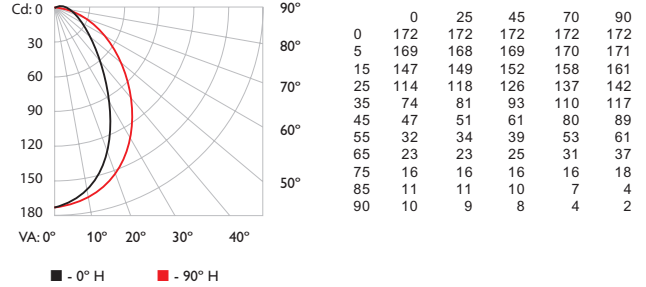 Cd: 0
30
60
90
120
150
180
90°
80°
70°
60°
50°
VA: 0° 10° 20° 30° 40°
- 0° H - 90° H
0 25 45 70 90
0 172 172 172 172 172
5 169 168 169 170 171
15 147 149 152 158 161
25 114 118 126 137 142
35 74 81 93 110 117
45 47 51 61 80 89
55 32 34 39 53 61
65 23 23 25 31 37
75 16 16 16 16 18
85 11 11 10 7 4
90 10 9 8 4 2